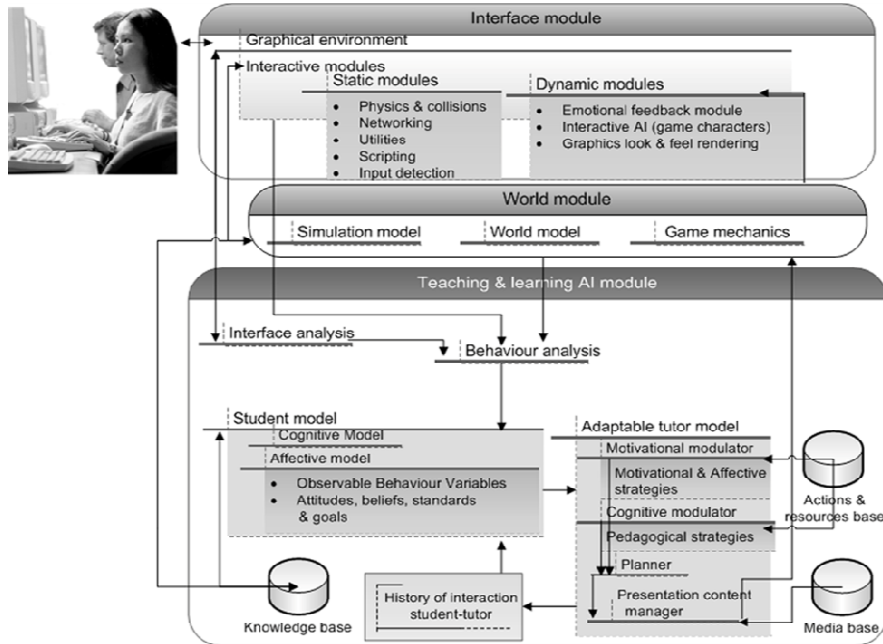 Interface module
Graphical environment
Interactive modules
Static modules
• Physics & collisions
• Networking
• Utilities
• Scripting
• Input detection
Dynamic modules
• Emotional feedback module
• Interactive AI (game characters)
• Graphics look & feel rendering
World module
Simulation model
World model
Game mechanics
Teaching & learning AI module
Interface analysis
Behaviour analysis
Student model
Cognitive Model
Affective model
• Observable Behaviour Variables
• Attitudes, beliefs, standards
& goals
Adaptable tutor model
Motivational modulator
Motivational & Affective
strategies
Cognitive modulator
Pedagogical strategies
Planner
Presentation content
manager
Actions &
resources base
History of interaction
student-tutor
Knowledge base
Media base